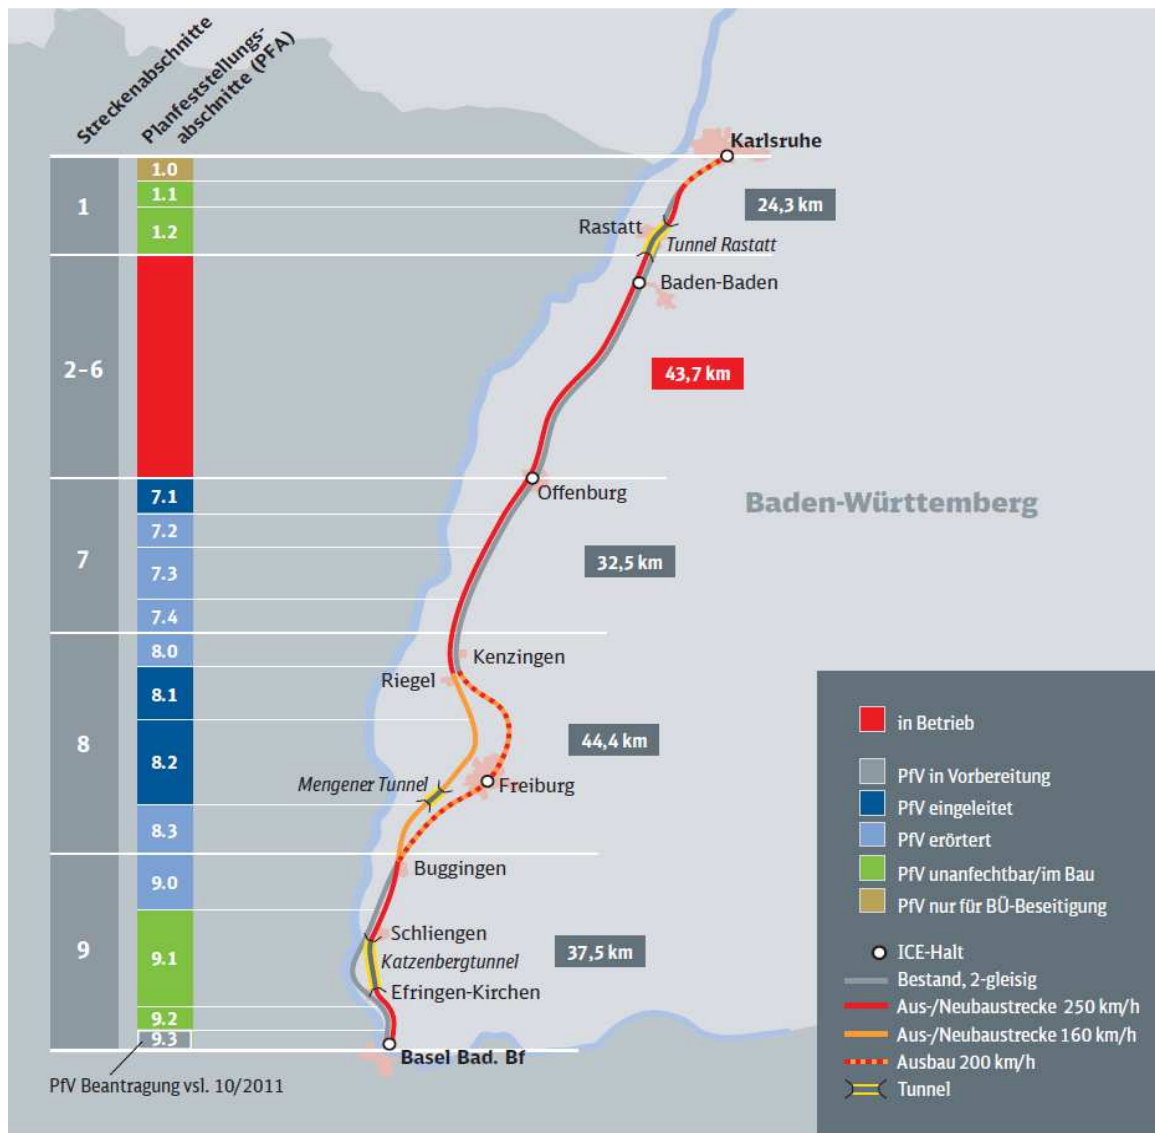 Streckenabschnitte
Planfeststellungs-
abschnitte (PFA)
1
1.0
1.1
1.2
2–6
7
7.1
7.2
7.3
7.4
8
8.0
8.1
8.2
8.3
9
9.0
9.1
9.2
9.3
PfV Beantragung vsl. 10/2011
Karlsruhe
24,3 km
Rastatt
Tunnel Rastatt
Baden-Baden
43,7 km
Offenburg
Baden-Württemberg
32,5 km
Kenzingen
Riegel
44,4 km
Mengener Tunnel
Freiburg
Buggingen
Schliengen
37,5 km
Katzenbergtunnel
Efringen-Kirchen
Basel Bad. Bf
in Betrieb
PfV in Vorbereitung
PfV eingeleitet
PfV erörtert
PfV unanfechtbar/im Bau
PfV nur für BÜ-Beseitigung
ICE-Halt
Bestand, 2-gleisig
Aus-/Neubaustrecke 250 km/h
Aus-/Neubaustrecke 160 km/h
Ausbau 200 km/h
Tunnel